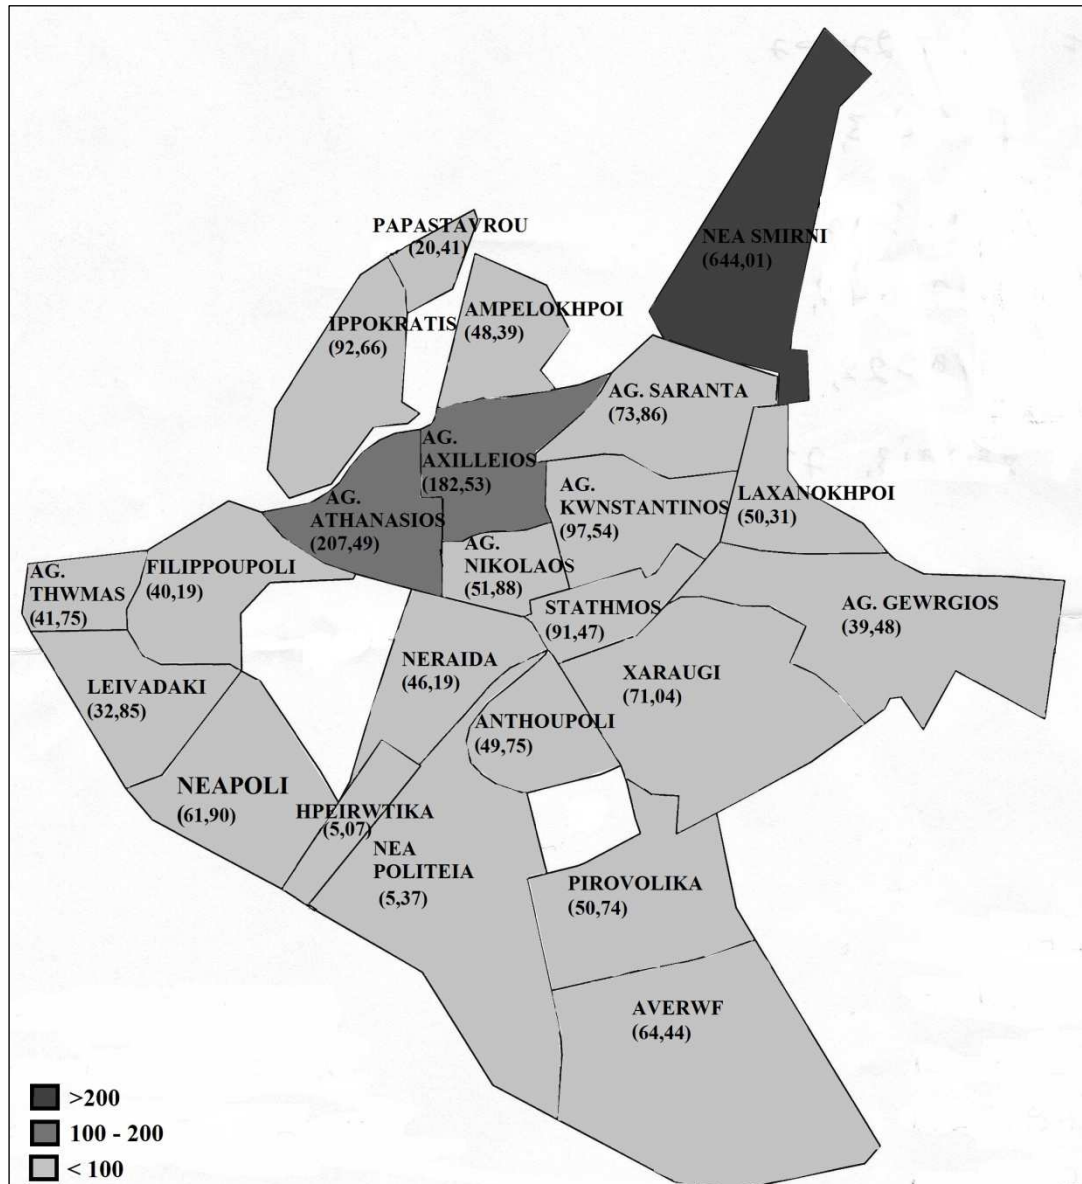 NEA SMIRNI
(644,01)
PAPASTAVROU
(20,41)
IPPOKRATIS
(92,66)
AMPELOKHPOI
(48,39)
AG. SARANTA
(73,86)
AG.
AXILLEIOS
(182,53)
AG.
ATHANASIOS
(207,49)
AG.
KWNSTANTINOS
(97,54)
LAXANOKHPOI
(50,31)
AG.
NIKOLAOS
(51,88)
FILIPPOUPOLI
(40,19)
AG.
THWMAS
(41,75)
STATHMOS
(91,47)
AG. GEWRGIOS
(39,48)
NERAIDA
(46,19)
XARAUGI
(71,04)
LEIVADAKI
(32,85)
ANTHOUPOLI
(49,75)
NEAPOLI
(61,90)
HPEIRWTIKA
(5,07)
NEA
POLITEIA
(5,37)
PIROVOLIKA
(50,74)
AVERWF
(64,44)
>200
100 - 200
< 100